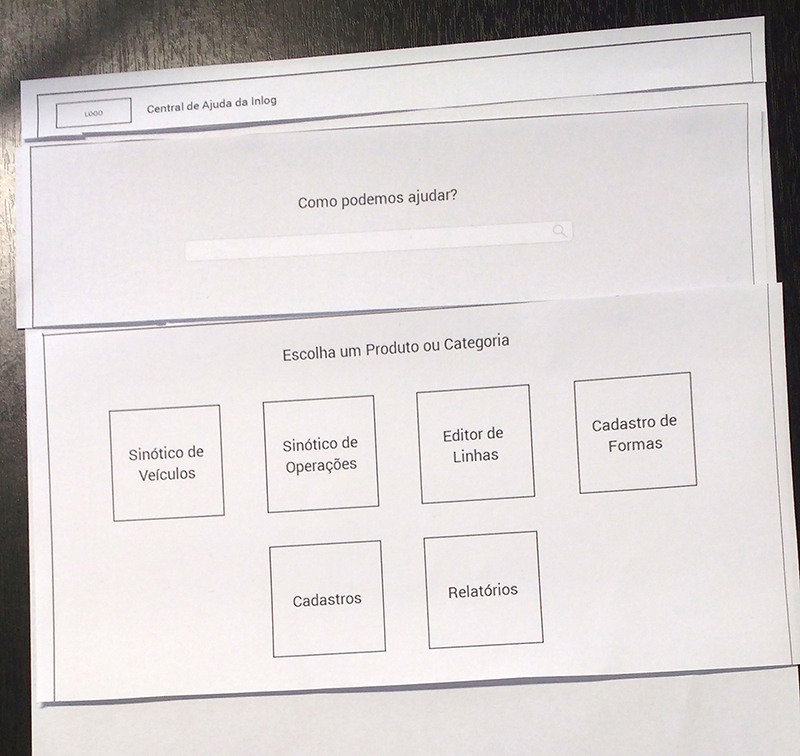 LOGO
Central de Ajuda da Inlog
Como podemos ajudar?
Escolha um Produto ou Categoria
Sinótico de
Veículos
Sinótico de
Operações
Editor de
Linhas
Cadastro de
Formas
Cadastros
Relatórios